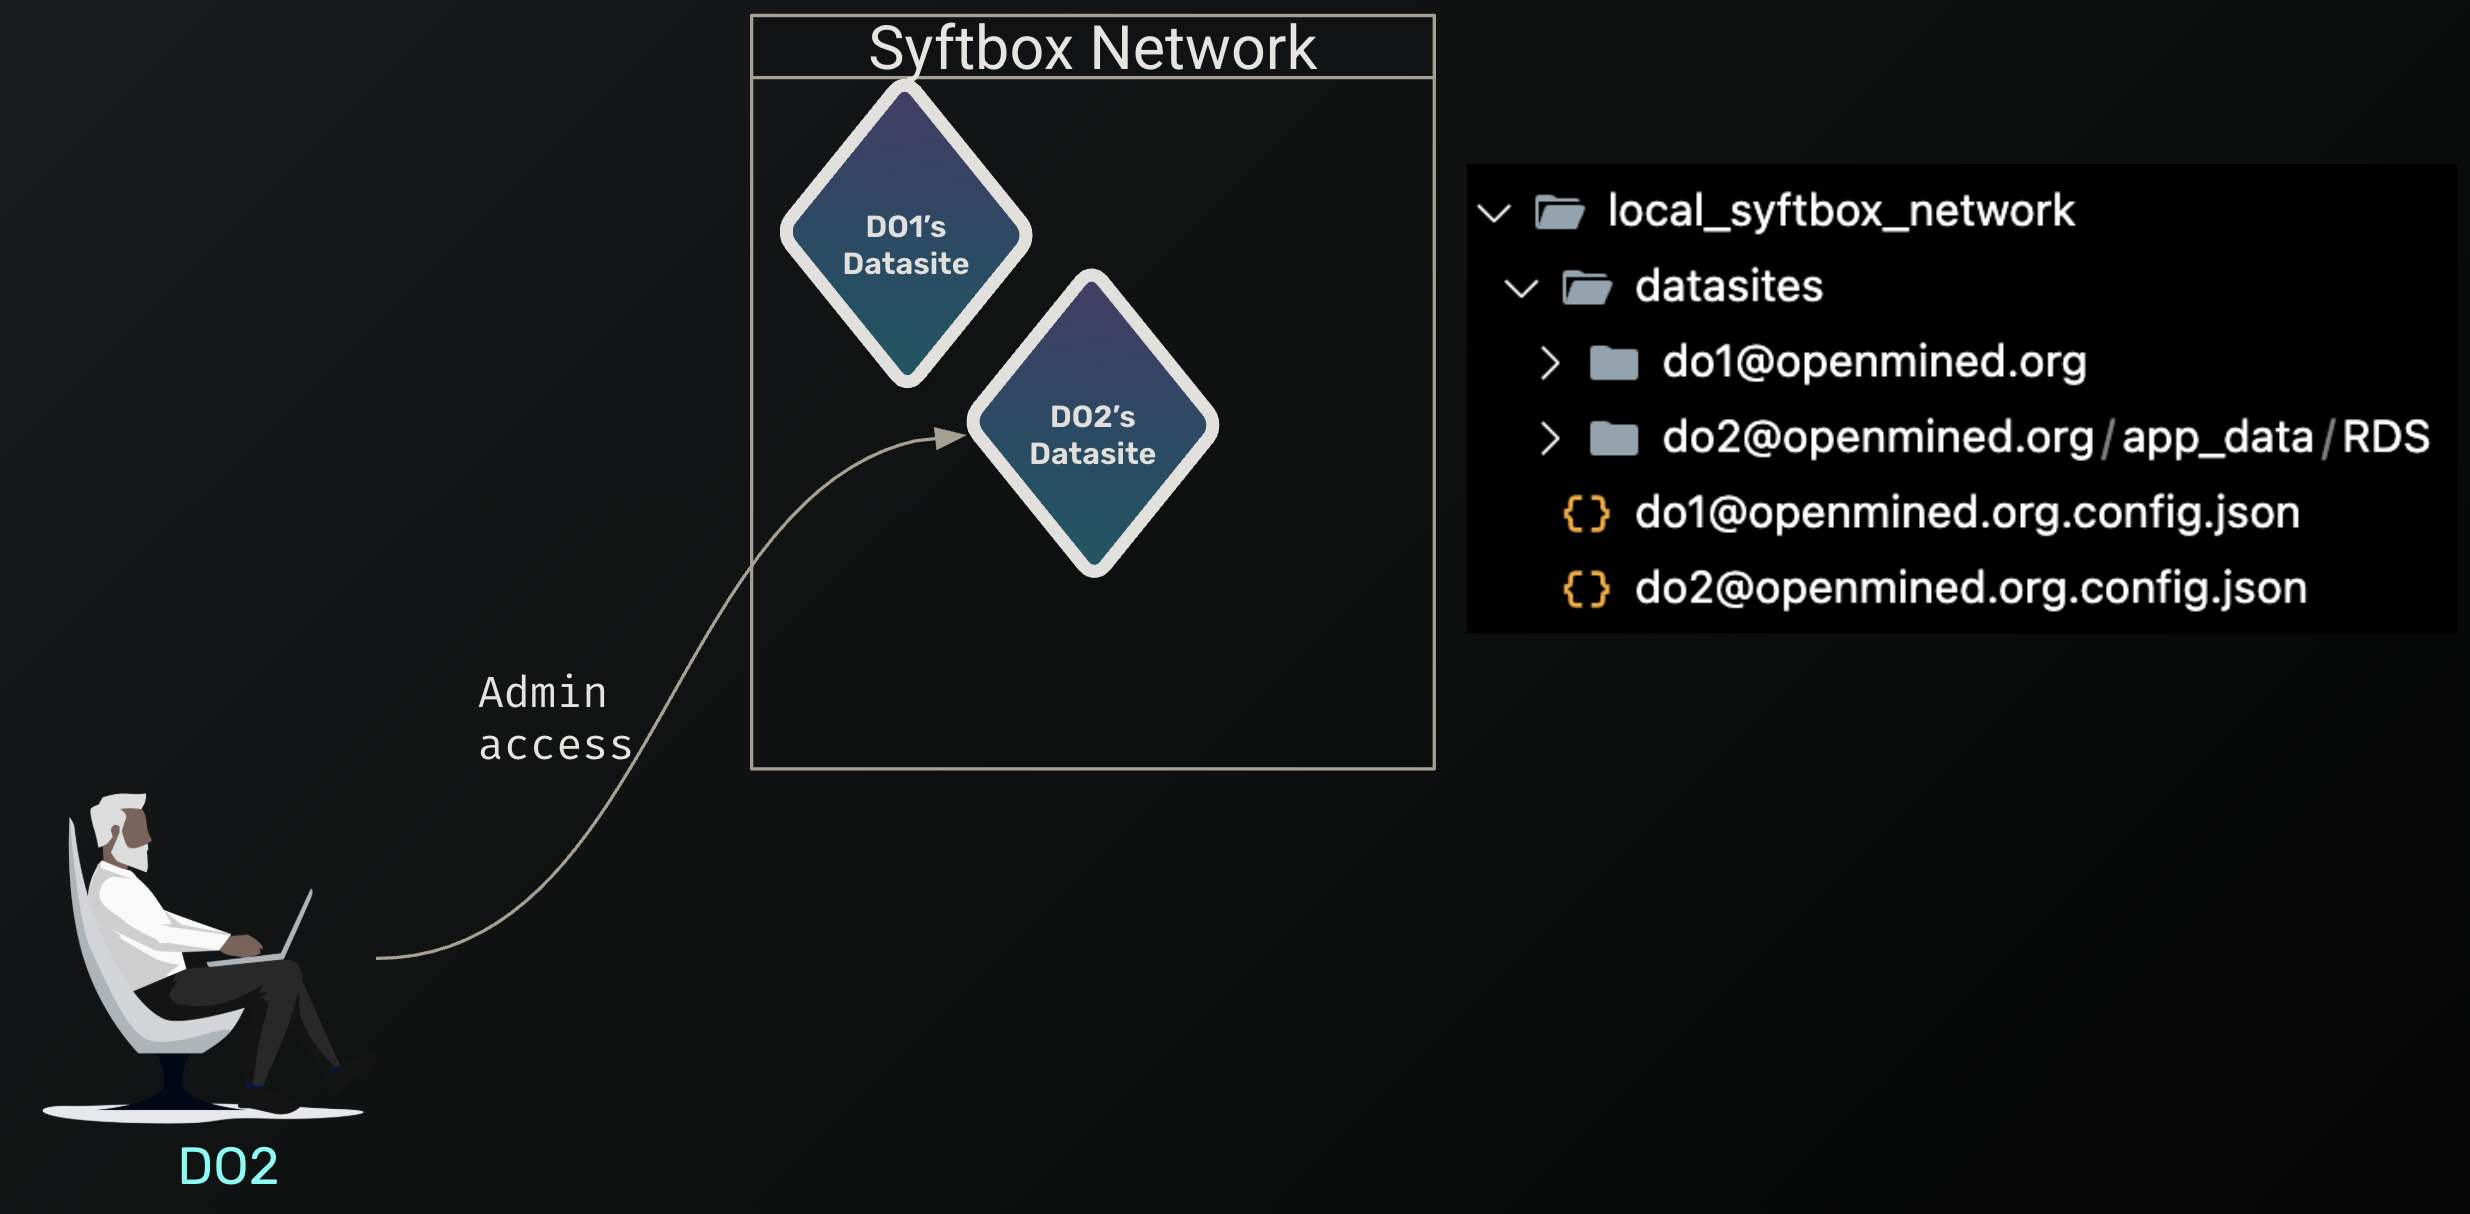 Syftbox Network
DO1's
Datasite
DO2's
Datasite
Admin
access
DO2
local_syftbox_network
datasites
do1@openmined.org
do2@openmined.org/app_data/RDS
{} do1@openmined.org.config.json
{} do2@openmined.org.config.json